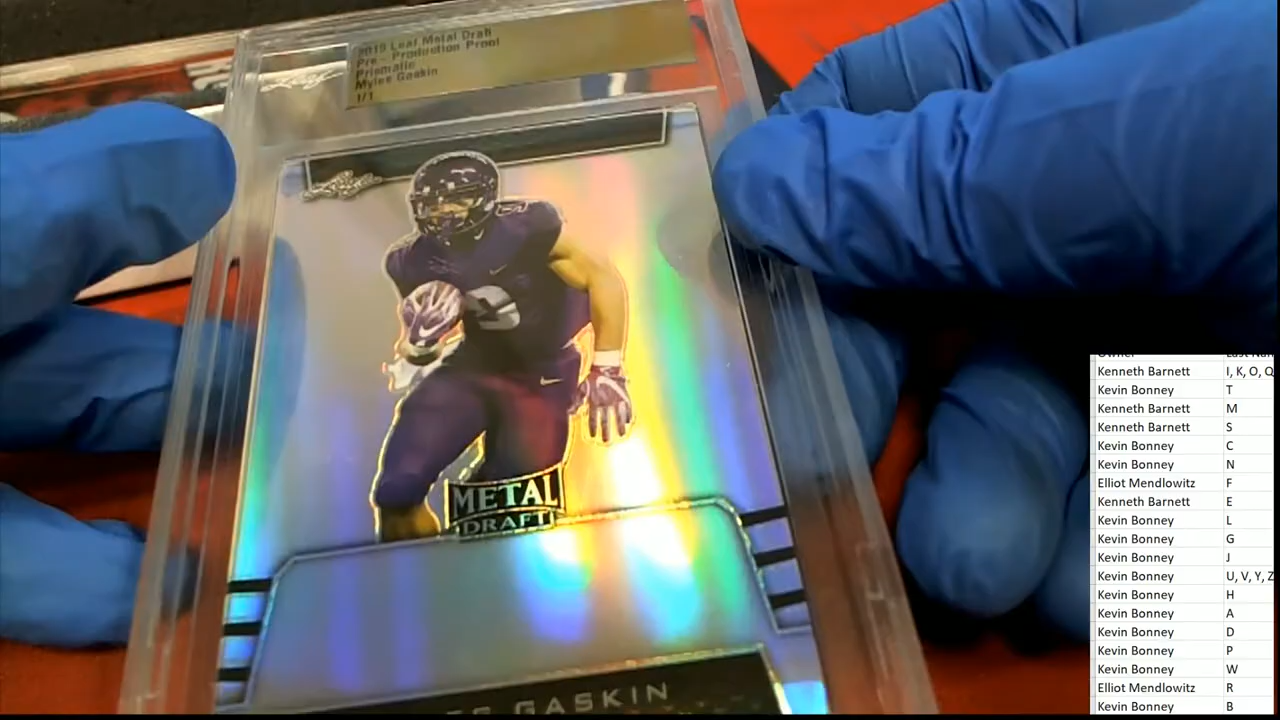 2019 Leaf Metal Draft
Pre - Production Proof
Prismatic
Myles Gaskin
1/1
Leaf
METAL
DRAFT
GASKIN
Owner
Kenneth Barnett I, K, O, Q
Kevin Bonney T
Kenneth Barnett M
Kenneth Barnett S
Kevin Bonney C
Kevin Bonney N
Elliot Mendlowitz F
Kenneth Barnett E
Kevin Bonney L
Kevin Bonney G
Kevin Bonney J
Kevin Bonney U, V, Y, Z
Kevin Bonney H
Kevin Bonney A
Kevin Bonney D
Kevin Bonney P
Kevin Bonney W
Elliot Mendlowitz R
Kevin Bonney B